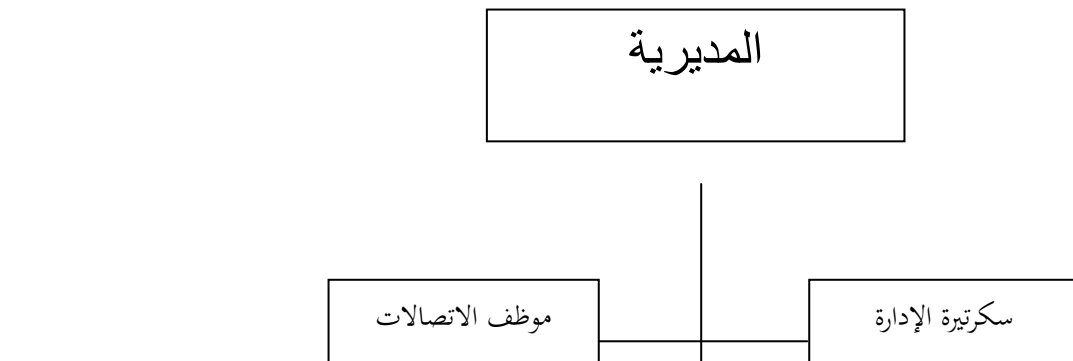 المديرية
سكرتيرة الإدارة
موظف الاتصالات